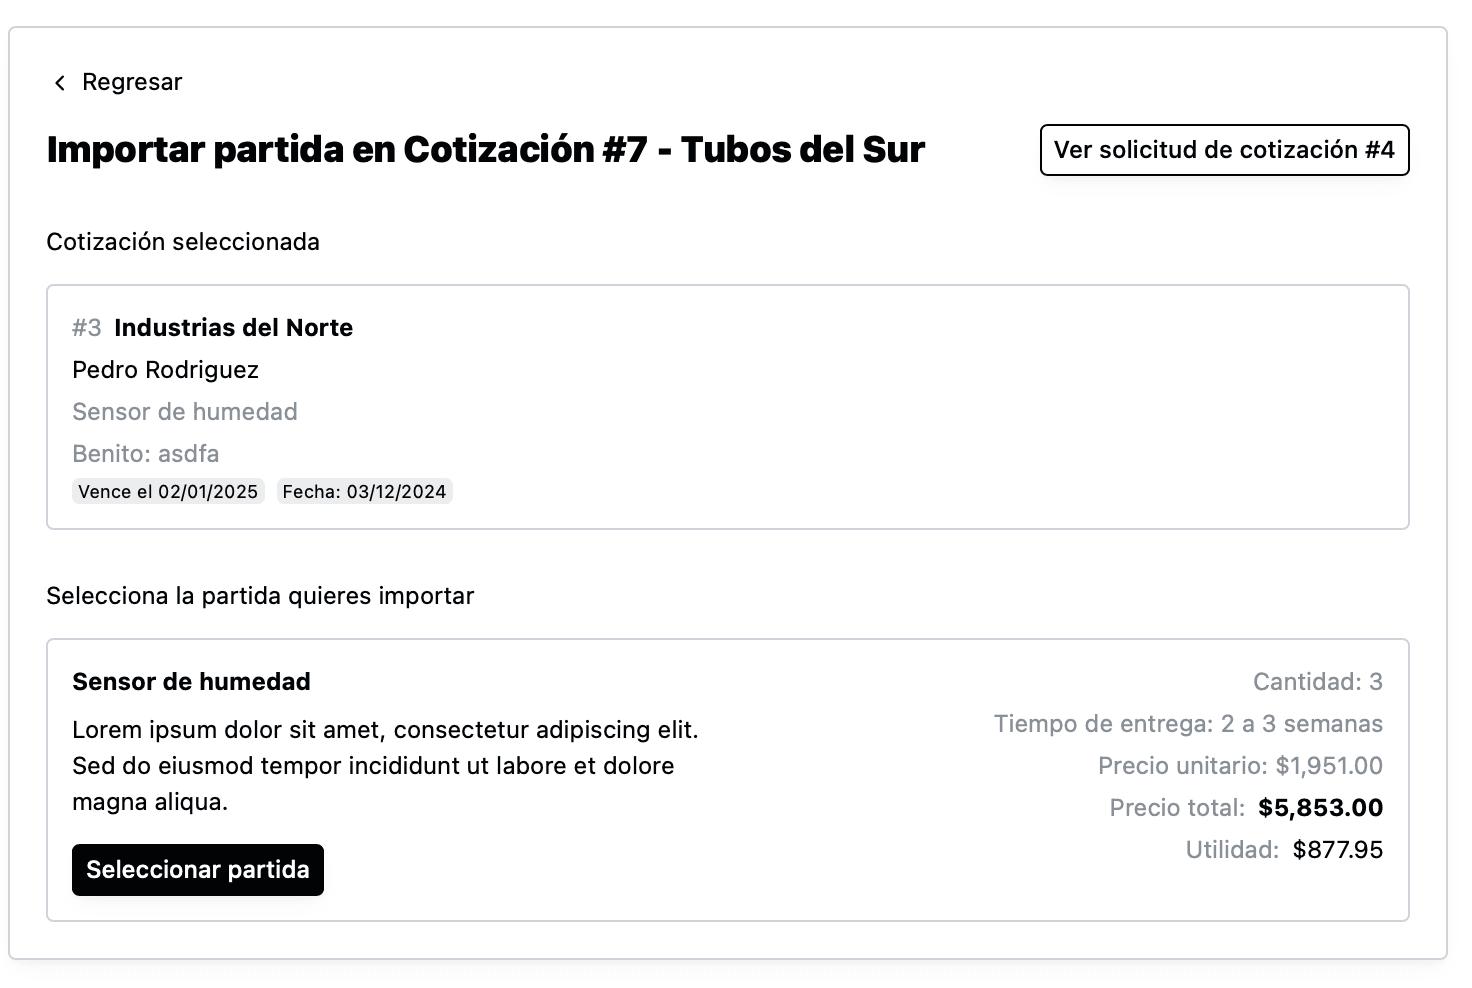 Regresar
Importar partida en Cotización #7 - Tubos del Sur
Ver solicitud de cotización #4
Cotización seleccionada
#3 Industrias del Norte
Pedro Rodriguez
Sensor de humedad
Benito: asdfa
Vence el 02/01/2025 Fecha: 03/12/2024
Selecciona la partida quieres importar
Sensor de humedad
Lorem ipsum dolor sit amet, consectetur adipiscing elit.
Sed do eiusmod tempor incididunt ut labore et dolore
magna aliqua.
Seleccionar partida
Cantidad: 3
Tiempo de entrega: 2 a 3 semanas
Precio unitario: $1,951.00
Precio total: $5,853.00
Utilidad: $877.95